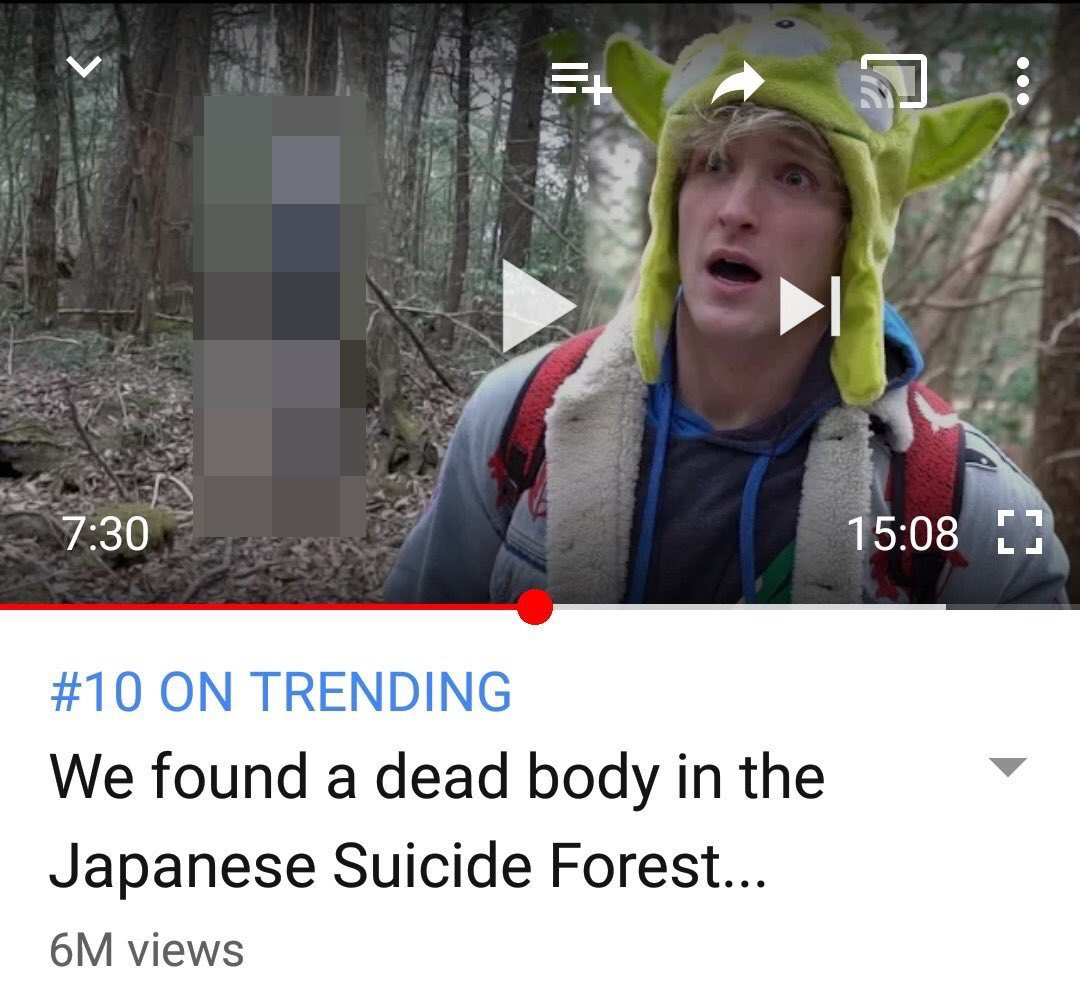 7:30
15:08
#10 ON TRENDING
We found a dead body in the
Japanese Suicide Forest...
6M views